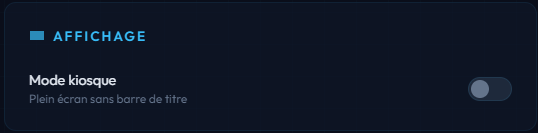 AFFICHAGE
Mode kiosque
Plein écran sans barre de titre